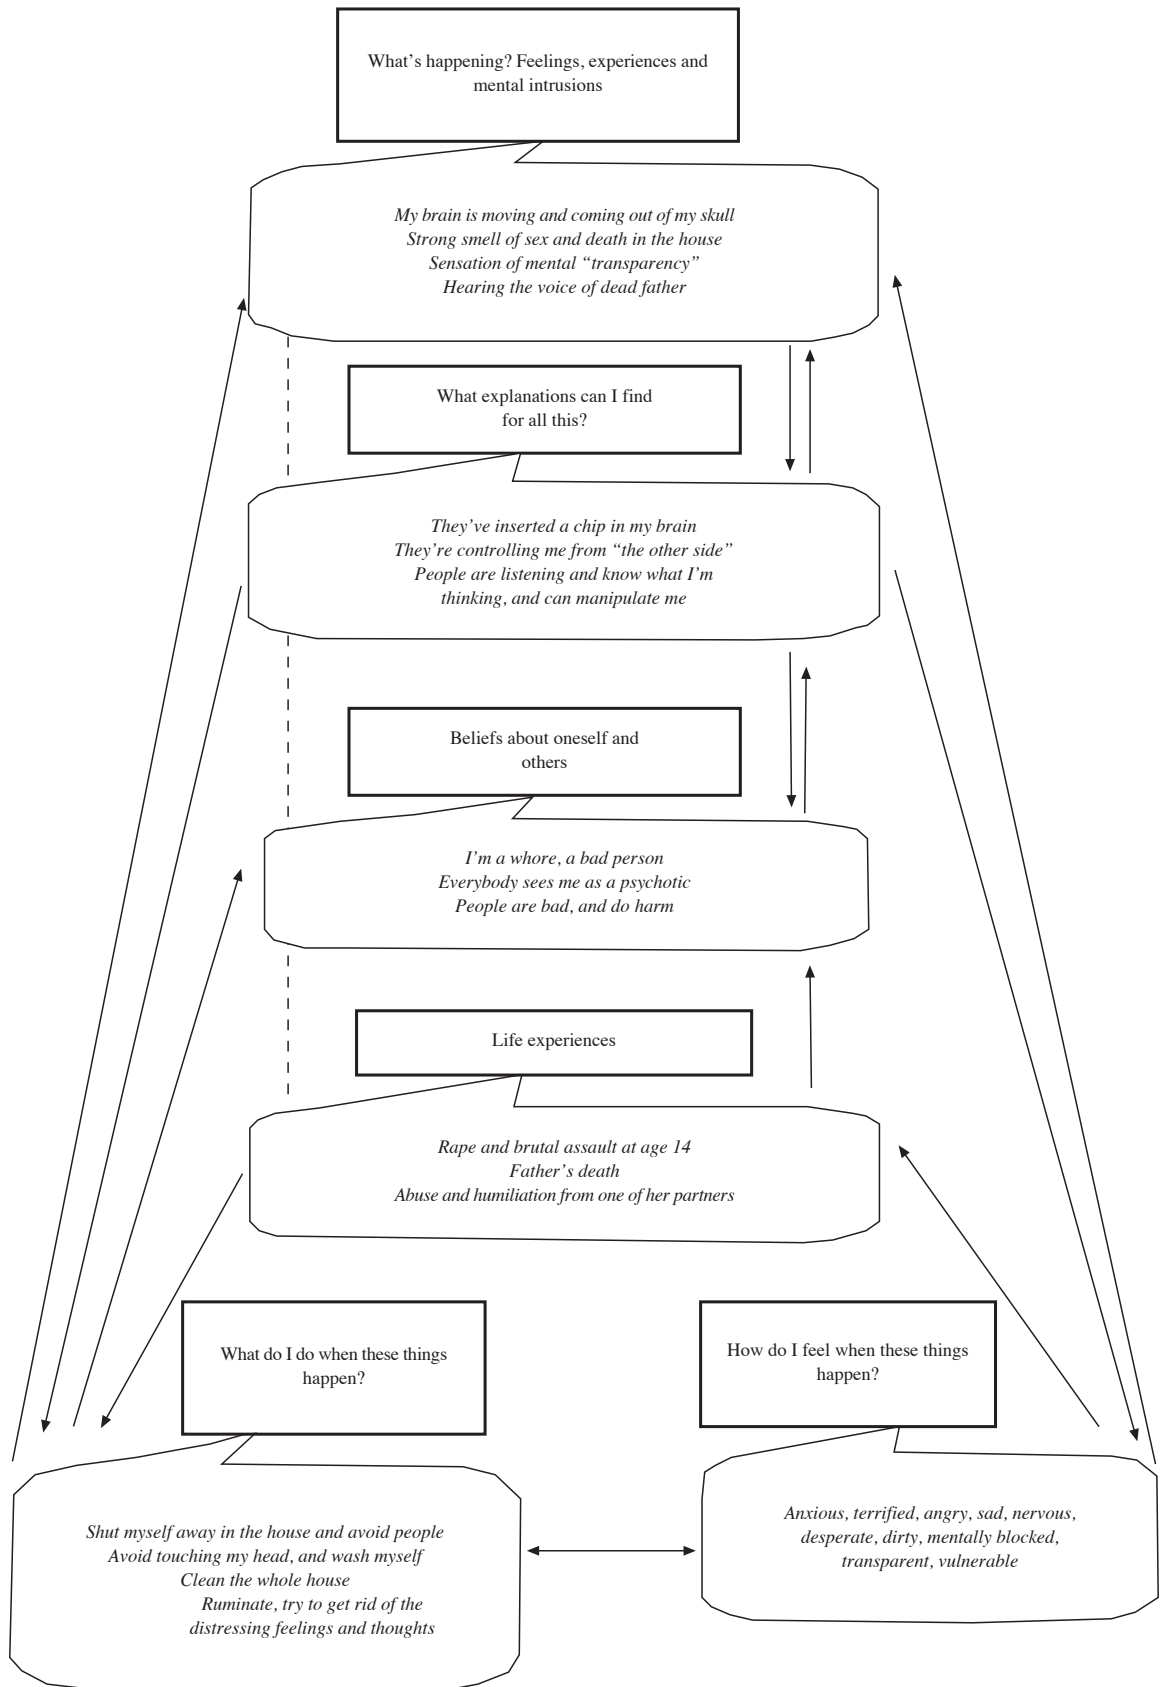 What’s happening? Feelings, experiences and
mental intrusions
My brain is moving and coming out of my skull
Strong smell of sex and death in the house
Sensation of mental “transparency”
Hearing the voice of dead father
What explanations can I find
for all this?
They’ve inserted a chip in my brain
They’re controlling me from “the other side”
People are listening and know what I’m
thinking, and can manipulate me
Beliefs about oneself and
others
I’m a whore, a bad person
Everybody sees me as a psychotic
People are bad, and do harm
Life experiences
Rape and brutal assault at age 14
Father’s death
Abuse and humiliation from one of her partners
What do I do when these things
happen?
Shut myself away in the house and avoid people
Avoid touching my head, and wash myself
Clean the whole house
Ruminate, try to get rid of the
distressing feelings and thoughts
How do I feel when these things
happen?
Anxious, terrified, angry, sad, nervous,
desperate, dirty, mentally blocked,
transparent, vulnerable